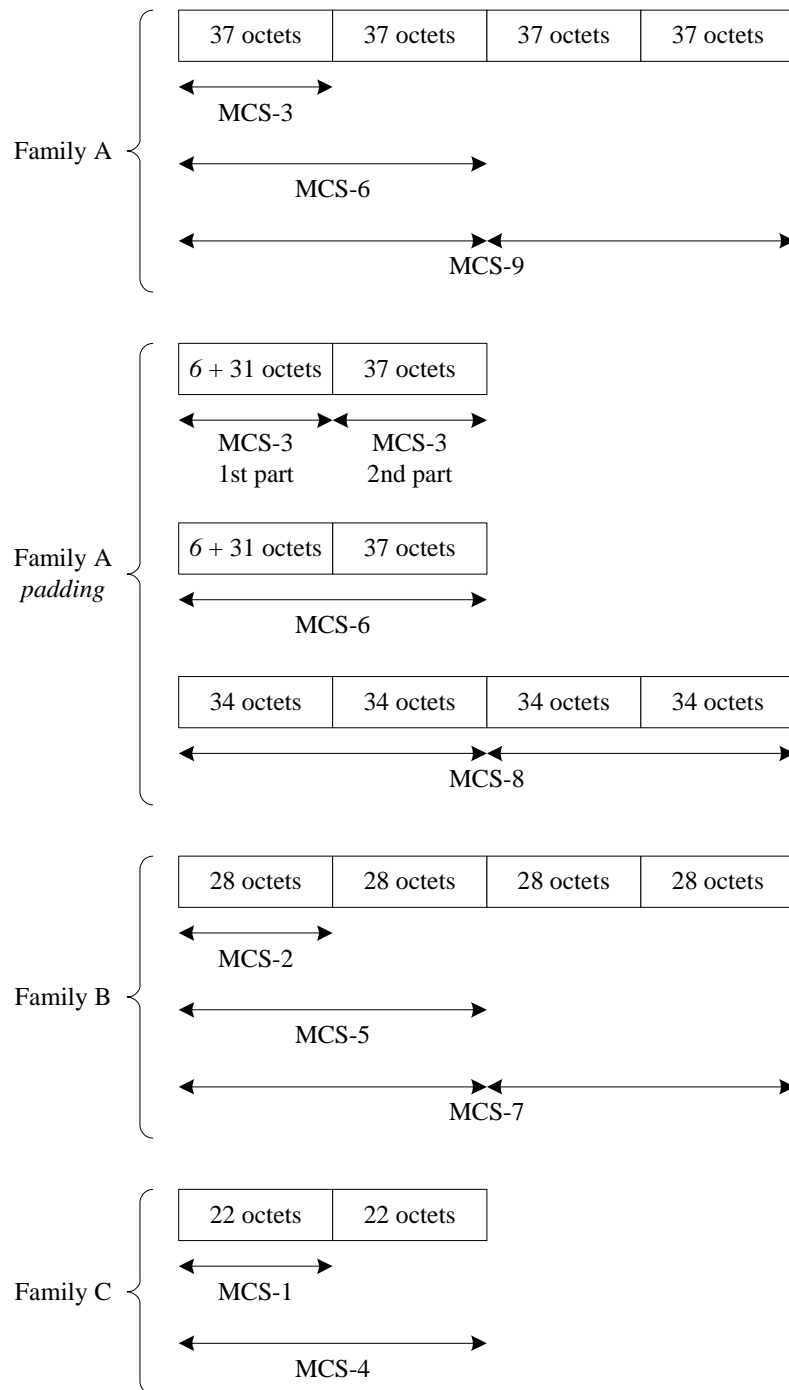 37 octets 37 octets 37 octets 37 octets
MCS-3
Family A
MCS-6
MCS-9
6 + 31 octets 37 octets
MCS-3 MCS-3
1st part 2nd part
6 + 31 octets 37 octets
Family A
padding
MCS-6
34 octets 34 octets 34 octets 34 octets
MCS-8
28 octets 28 octets 28 octets 28 octets
MCS-2
Family B
MCS-5
MCS-7
22 octets 22 octets
MCS-1
Family C
MCS-4